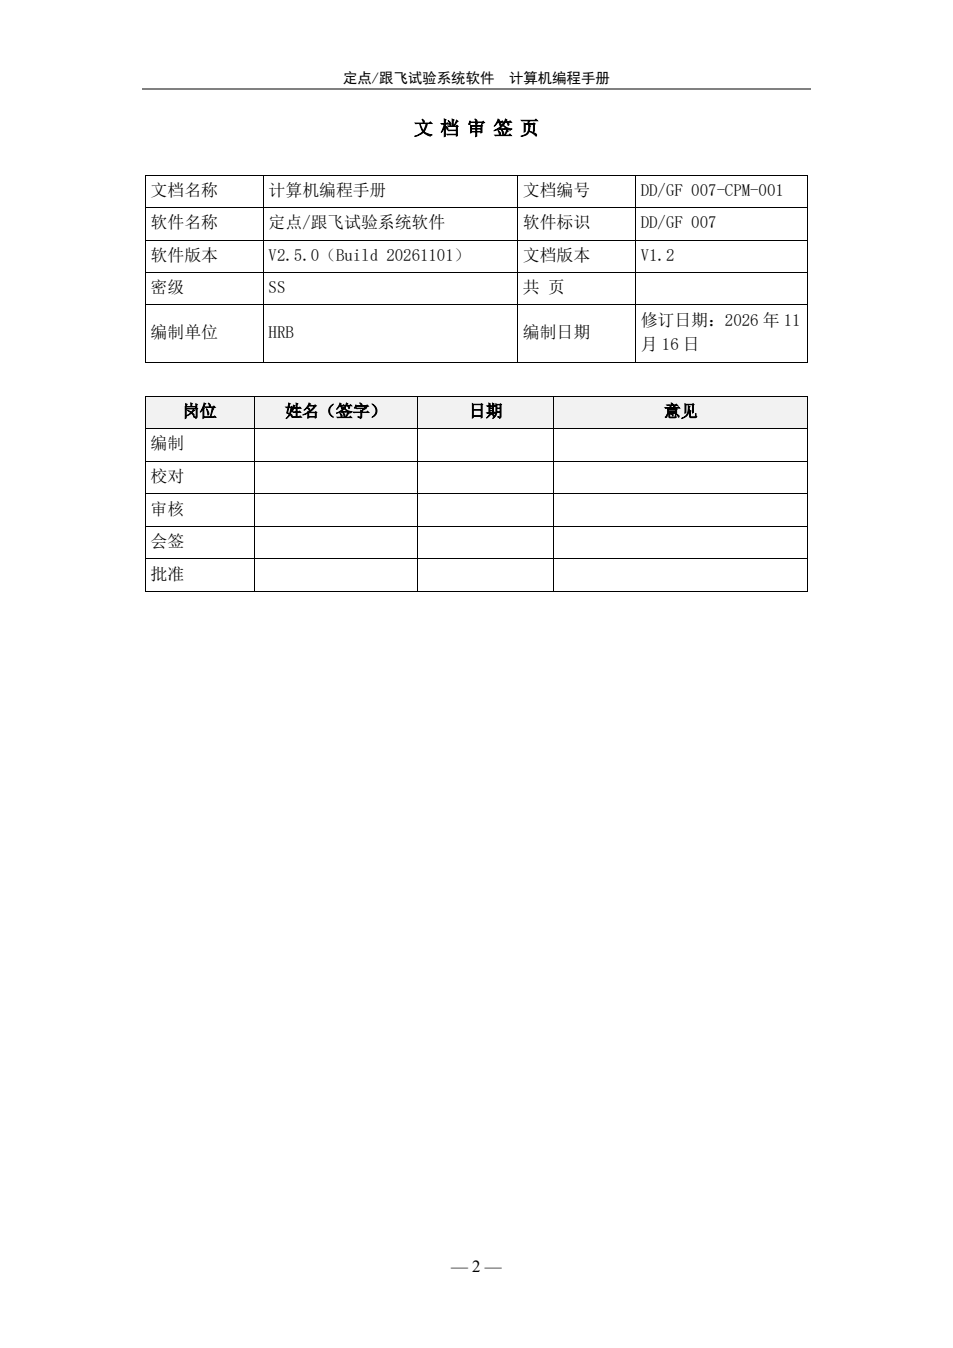 定点/跟飞试验系统软件 计算机编程手册
文 档 审 签 页
文档名称 计算机编程手册 文档编号 DD/GF 007-CPM-001
软件名称 定点/跟飞试验系统软件 软件标识 DD/GF 007
软件版本 V2.5.0（Build 20261101） 文档版本 V1.2
密级 SS 共 页
编制单位 HRB 编制日期 修订日期：2026 年 11
月 16 日
岗位 姓名（签字） 日期 意见
编制
校对
审核
会签
批准
— 2 —